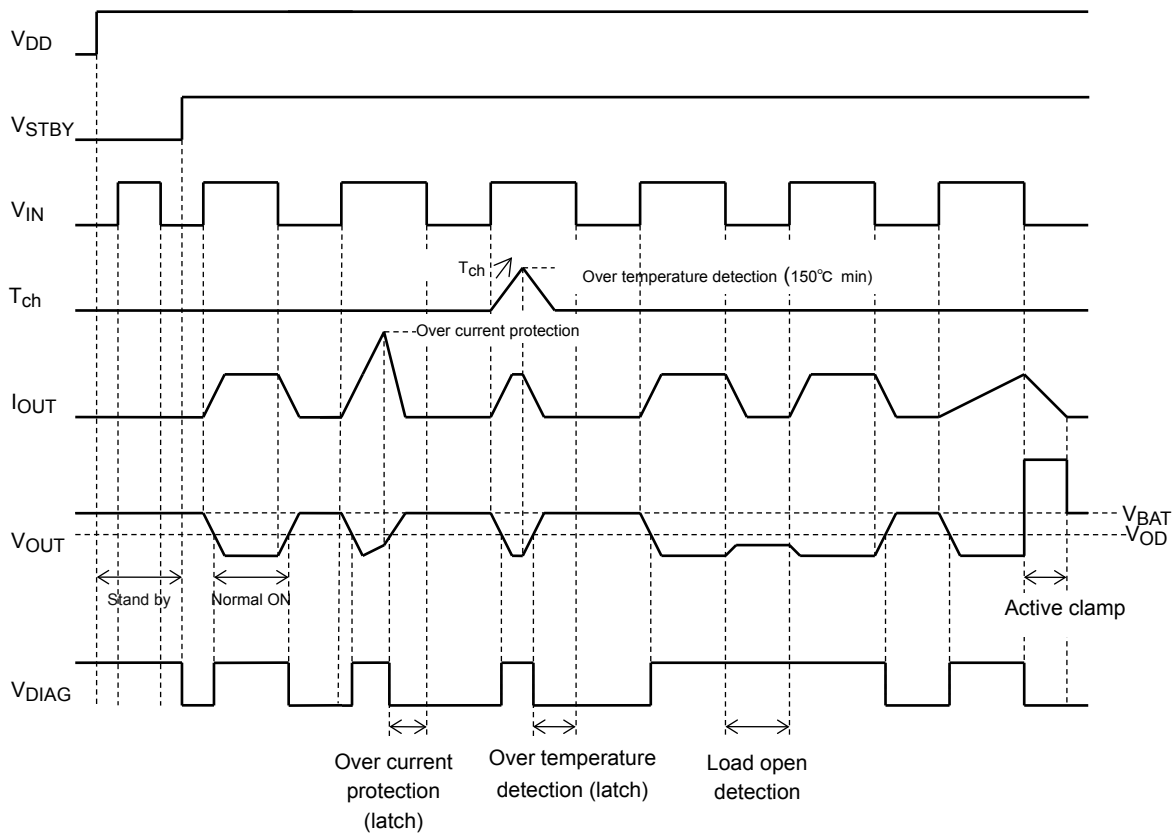 VDD
VSTBY
VIN
Tch
Over temperature detection (150℃ min)
Tch
Over current protection
IOUT
VBAT
VOUT
VOD
Stand by
Normal ON
Active clamp
VDIAG
Over current
protection
(latch)
Over temperature
detection (latch)
Load open
detection